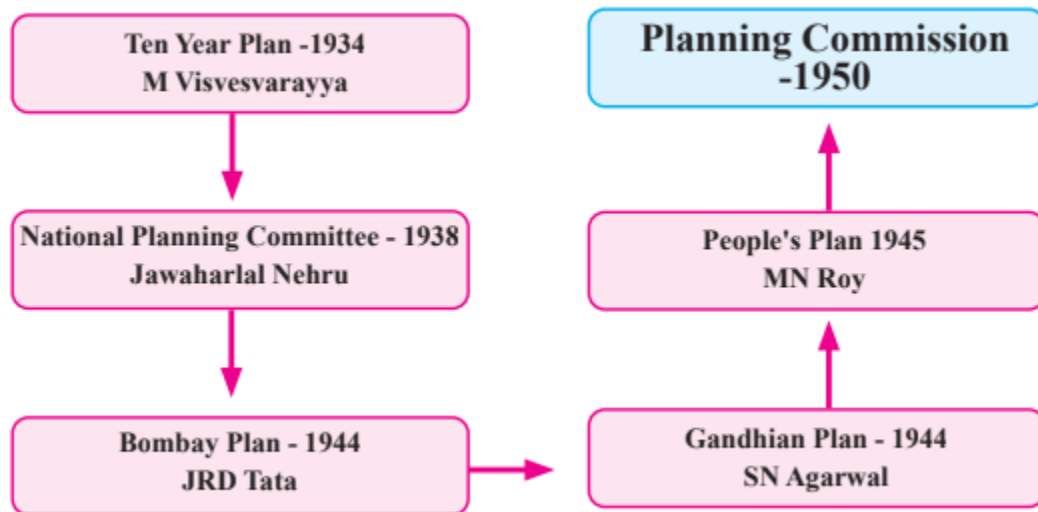 Ten Year Plan -1934
M Visvesvarayya
National Planning Committee - 1938
Jawaharlal Nehru
Bombay Plan - 1944
JRD Tata
Gandhian Plan - 1944
SN Agarwal
People's Plan 1945
MN Roy
Planning Commission
-1950